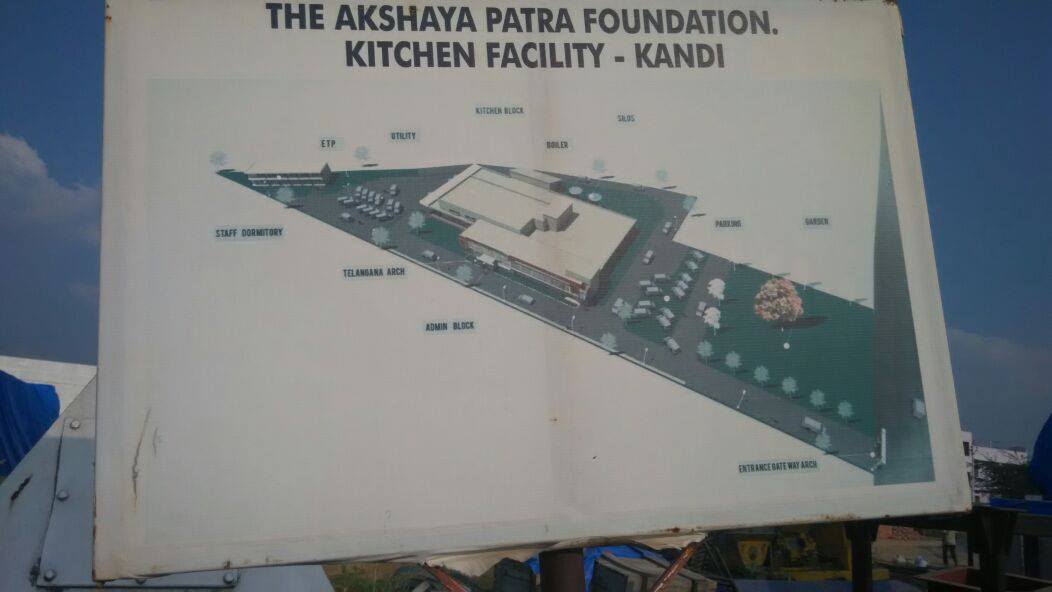 THE AKSHAYA PATRA FOUNDATION.
KITCHEN FACILITY - KANDI
KITCHEN BLOCK
SILOS
UTILITY
ETP
BOILER
PARKING
GARDEN
STAFF DORMITORY
TELANGANA ARCH
ADMIN BLOCK
ENTRANCE GATE WAY ARCH